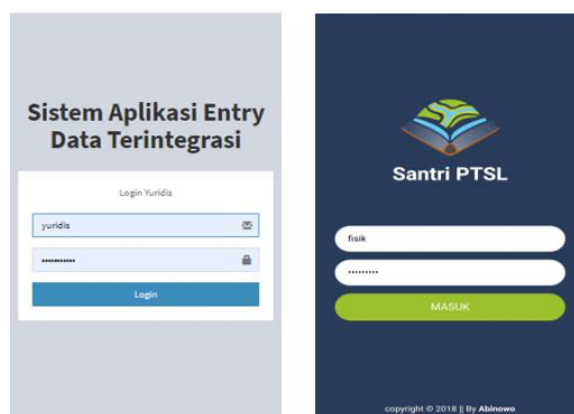 Sistem Aplikasi Entry
Data Terintegrasi
Login Yuridis
yuridis
Login
Santri PTSL
fisik
MASUK
copyright © 2018 || By Abinowo